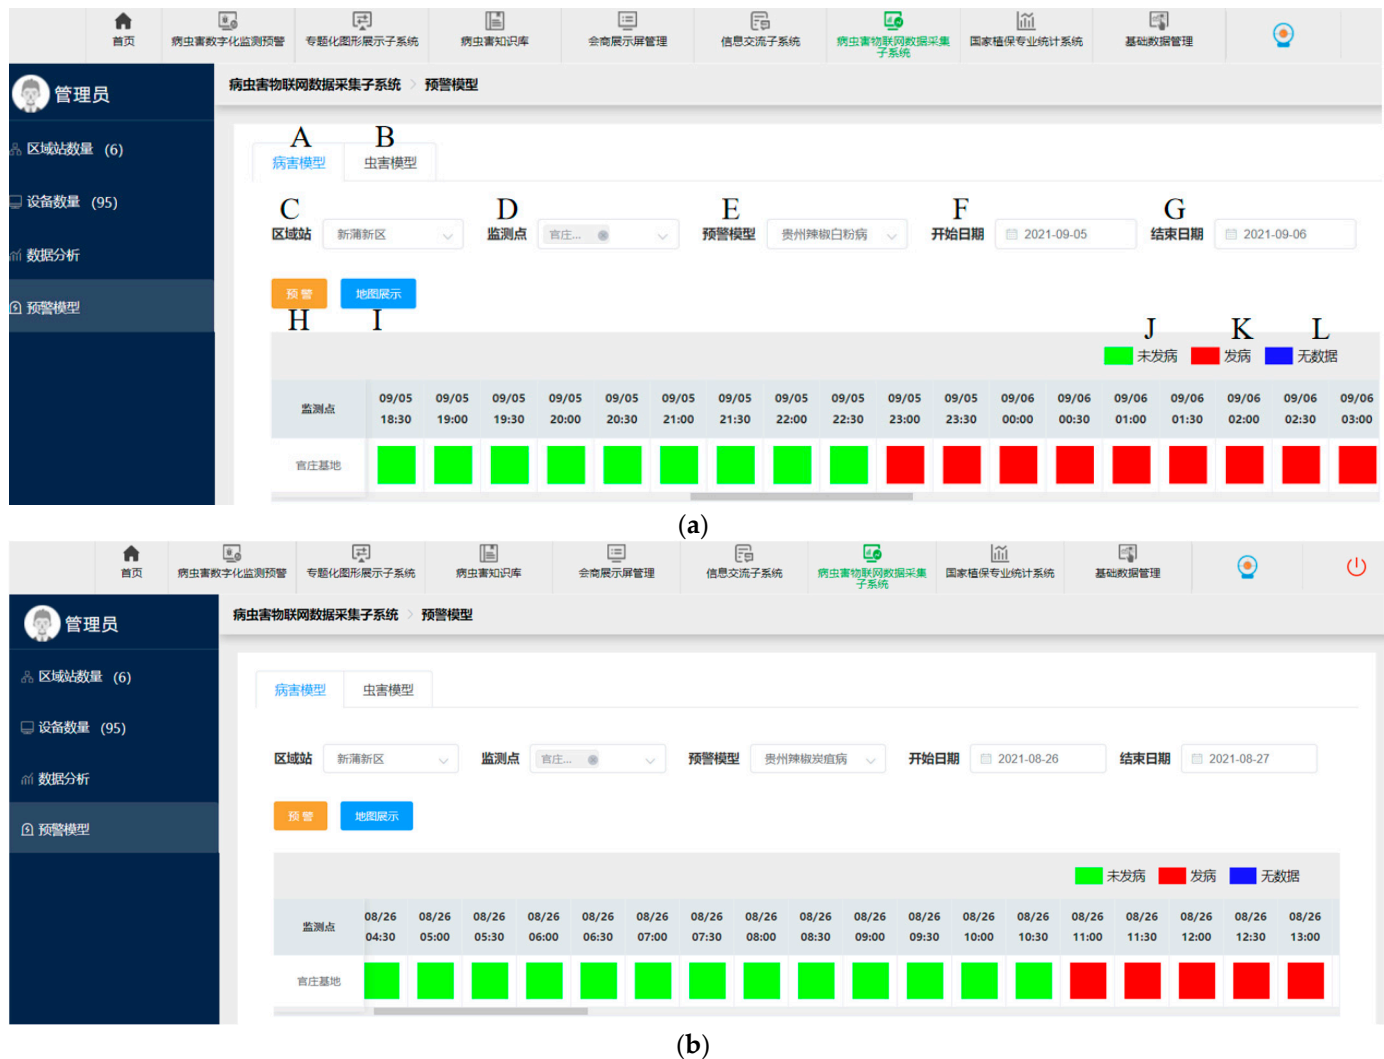 首页 病虫害数字化监测预警 专题化图形展示子系统 病虫害知识库 会商展示屏管理 信息交流子系统 病虫害物联网数据采集 国家植保专业统计系统 基础数据管理
子系统
管理员
病虫害物联网数据采集子系统 > 预警模型
区域站数量 (6)
设备数量 (95)
数据分析
预警模型
A B
病害模型 虫害模型
C D E F G
区域站 新蒲新区 监测点 官庄... 预警模型 贵州辣椒白粉病 开始日期 2021-09-05 结束日期 2021-09-06
预 警 地图展示
H I
J K L
未发病 发病 无数据
监测点 09/05 09/05 09/05 09/05 09/05 09/05 09/05 09/05 09/05 09/05 09/05 09/06 09/06 09/06 09/06 09/06 09/06 09/06
18:30 19:00 19:30 20:00 20:30 21:00 21:30 22:00 22:30 23:00 23:30 00:00 00:30 01:00 01:30 02:00 02:30 03:00
官庄基地
(a)
首页 病虫害数字化监测预警 专题化图形展示子系统 病虫害知识库 会商展示屏管理 信息交流子系统 病虫害物联网数据采集 国家植保专业统计系统 基础数据管理
子系统
管理员
病虫害物联网数据采集子系统 > 预警模型
区域站数量 (6)
设备数量 (95)
数据分析
预警模型
病害模型 虫害模型
区域站 新蒲新区 监测点 官庄... 预警模型 贵州辣椒炭疽病 开始日期 2021-08-26 结束日期 2021-08-27
预 警 地图展示
未发病 发病 无数据
监测点 08/26 08/26 08/26 08/26 08/26 08/26 08/26 08/26 08/26 08/26 08/26 08/26 08/26 08/26 08/26 08/26 08/26 08/26
04:30 05:00 05:30 06:00 06:30 07:00 07:30 08:00 08:30 09:00 09:30 10:00 10:30 11:00 11:30 12:00 12:30 13:00
官庄基地
(b)